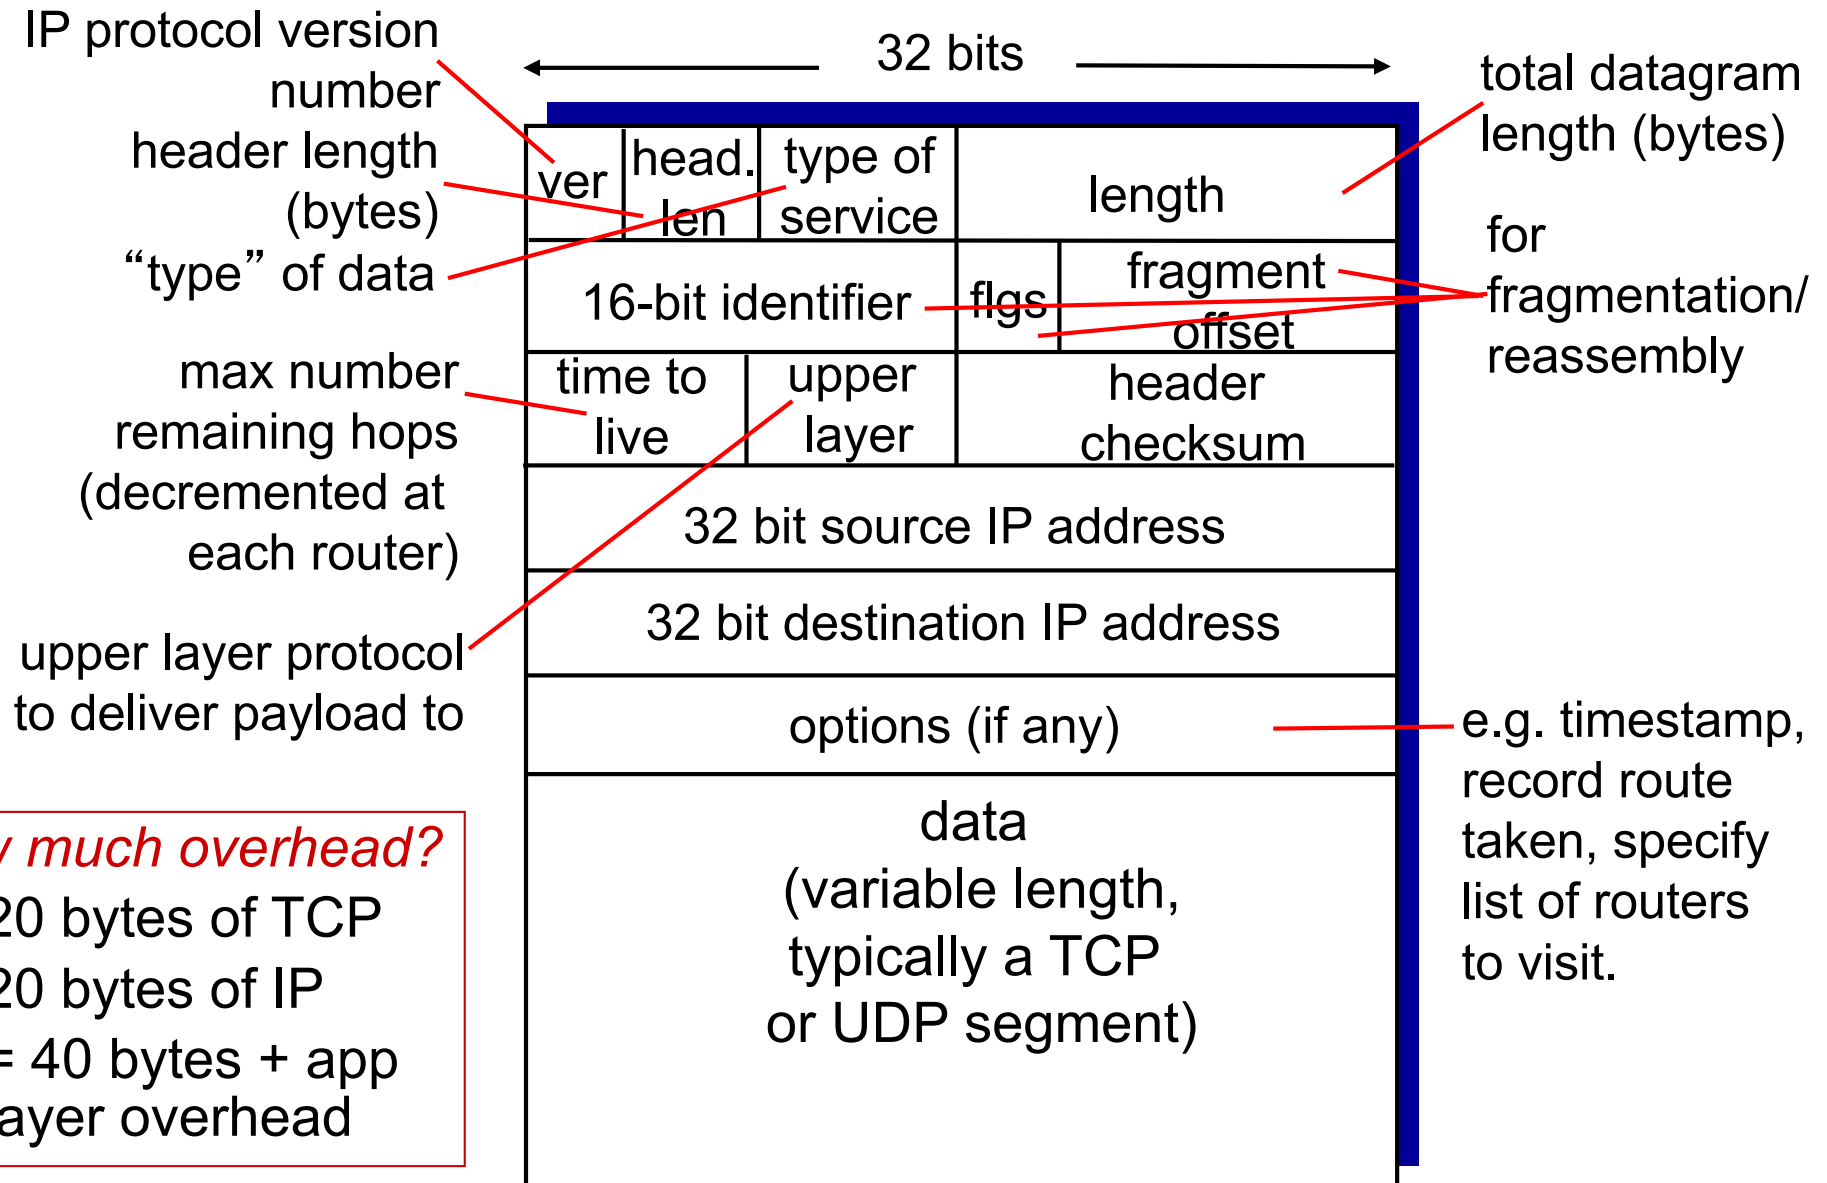 IP protocol version
number
header length
(bytes)
“type” of data
max number
remaining hops
(decremented at
each router)
upper layer protocol
to deliver payload to
much overhead?
20 bytes of TCP
20 bytes of IP
= 40 bytes + app
overhead
32 bits
ver
head.
len
type of
service
length
16-bit identifier
flgs
fragment
offset
time to
live
upper
layer
header
checksum
32 bit source IP address
32 bit destination IP address
options (if any)
data
(variable length,
typically a TCP
or UDP segment)
total datagram
length (bytes)
for
fragmentation/
reassembly
e.g. timestamp,
record route
taken, specify
list of routers
to visit.